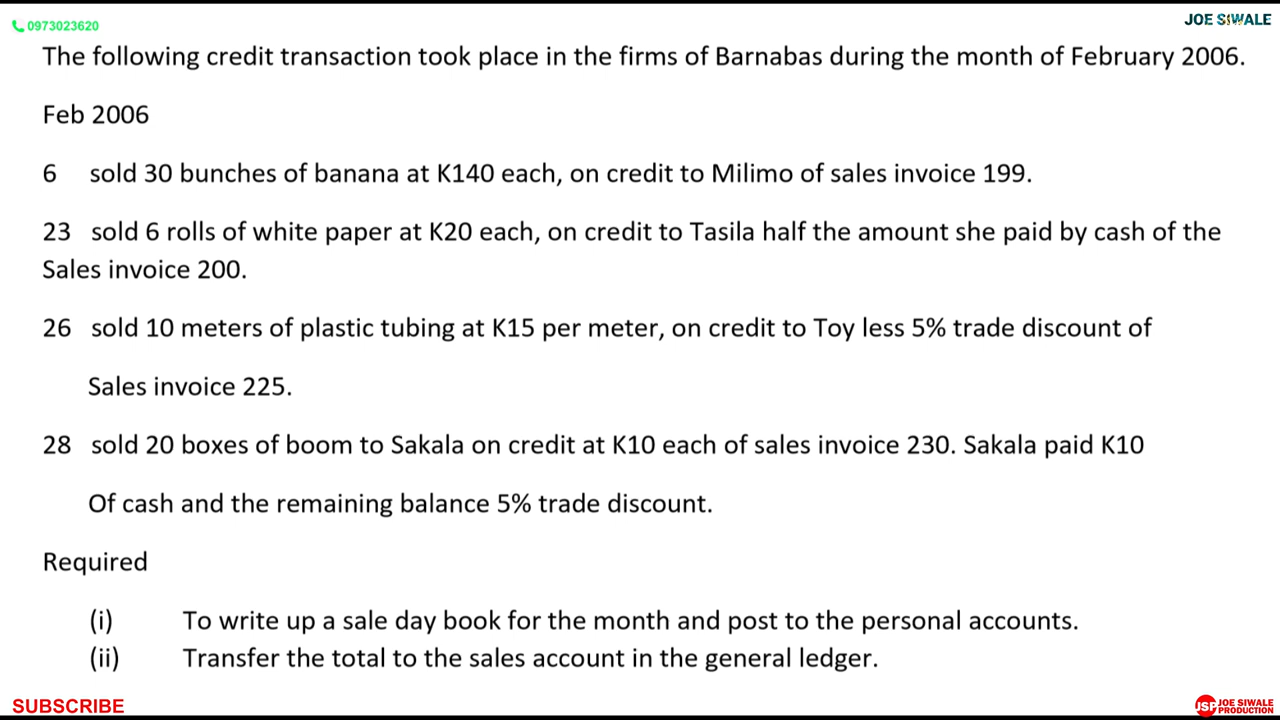 0973023620
JOE SIWALE
The following credit transaction took place in the firms of Barnabas during the month of February 2006.
Feb 2006
6 sold 30 bunches of banana at K140 each, on credit to Milimo of sales invoice 199.
23 sold 6 rolls of white paper at K20 each, on credit to Tasila half the amount she paid by cash of the
Sales invoice 200.
26 sold 10 meters of plastic tubing at K15 per meter, on credit to Toy less 5% trade discount of
Sales invoice 225.
28 sold 20 boxes of boom to Sakala on credit at K10 each of sales invoice 230. Sakala paid K10
Of cash and the remaining balance 5% trade discount.
Required
(i) To write up a sale day book for the month and post to the personal accounts.
(ii) Transfer the total to the sales account in the general ledger.
SUBSCRIBE
JSP JOE SIWALE
PRODUCTION